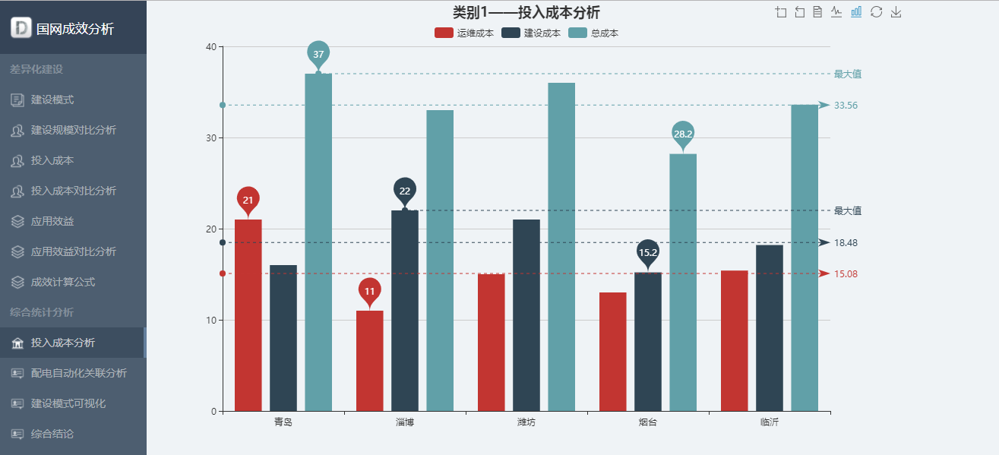 国网成效分析
差异化建设
建设模式
建设规模对比分析
投入成本
投入成本对比分析
应用效益
应用效益对比分析
成效计算公式
综合统计分析
投入成本分析
配电自动化关联分析
建设模式可视化
综合结论
类别1——投入成本分析
运维成本 建设成本 总成本
40
37
最大值
33.56
30
28.2
21
22
最大值
20
18.48
15.2
15.08
11
10
0
青岛 淄博 潍坊 烟台 临沂